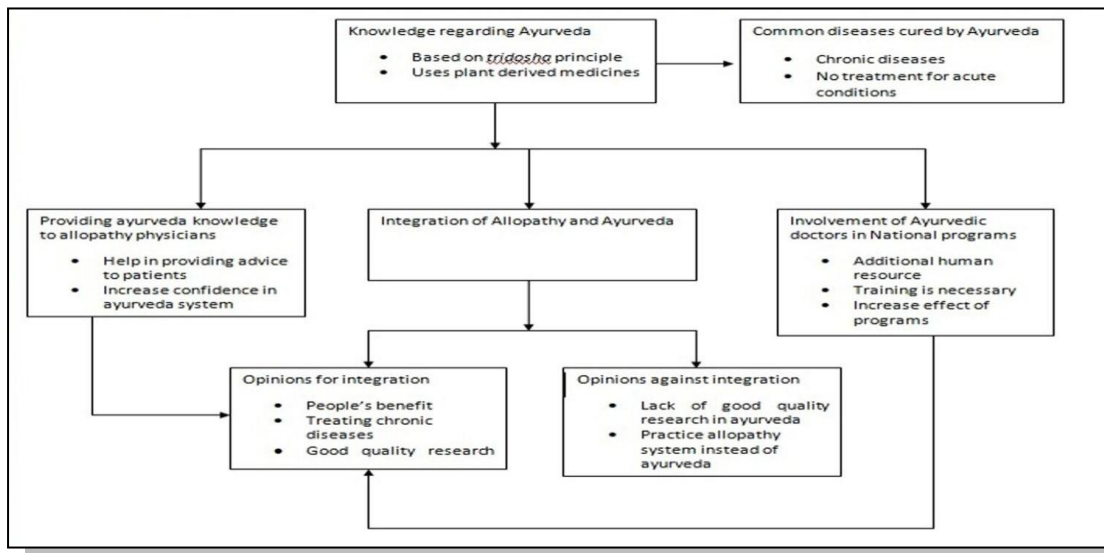 Knowledge regarding Ayurveda
• Based on tridosha principle
• Uses plant derived medicines
Common diseases cured by Ayurveda
• Chronic diseases
• No treatment for acute
conditions
Providing ayurveda knowledge
to allopathy physicians
• Help in providing advice
to patients
• Increase confidence in
ayurveda system
Integration of Allopathy and Ayurveda
Involvement of Ayurvedic
doctors in National programs
• Additional human
resource
• Training is necessary
• Increase effect of
programs
Opinions for integration
• People's benefit
• Treating chronic
diseases
• Good quality research
Opinions against integration
• Lack of good quality
research in ayurveda
• Practice allopathy
system instead of
ayurveda